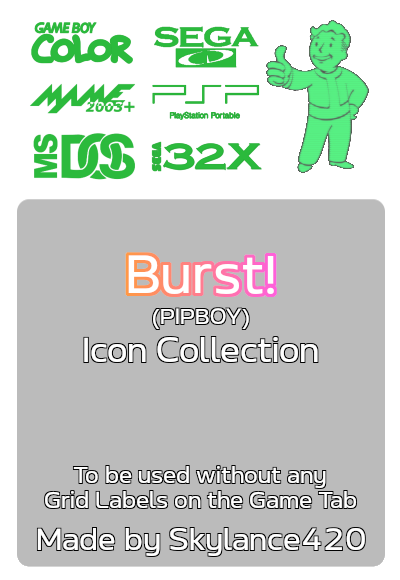 GAME BOY
COLOR
SEGA
CD
MAME
2003+
PSP
PlayStation Portable
MS
DOS
SEGA
32X
Burst!
(PIPBOY)
Icon Collection
To be used without any
Grid Labels on the Game Tab
Made by Skylance420